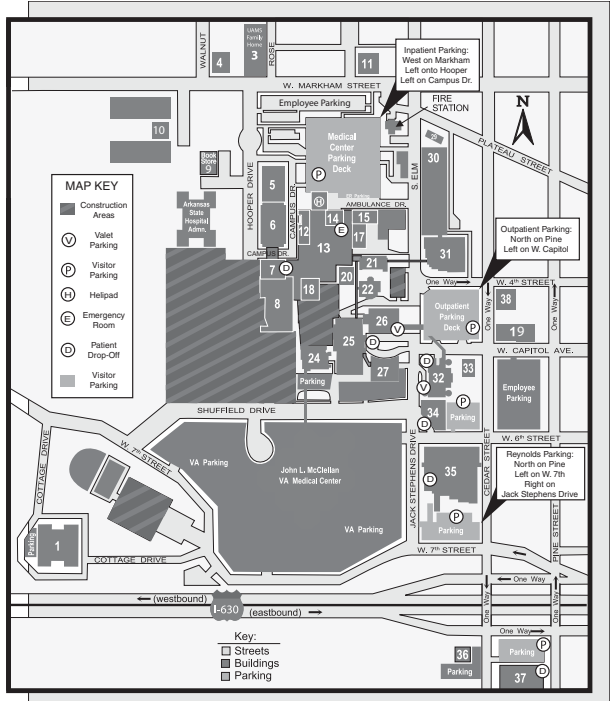 WALNUT
UAMS
Family
Home
3
ROSE
4
11
W. MARKHAM STREET
Inpatient Parking:
West on Markham
Left onto Hooper
Left on Campus Dr.
Employee Parking
FIRE
STATION
N
PLATEAU STREET
10
Book
Store
9
Medical
Center
Parking
Deck
P
H
HOOPER DRIVE
5
6
CAMPUS DR.
S. ELM
30
AMBULANCE DR.
Arkansas
State
Hospital
Admn.
MAP KEY
Construction
Areas
V
Valet
Parking
P
Visitor
Parking
H
Helipad
E
Emergency
Room
D
Patient
Drop-Off
Visitor
Parking
12
13
14
15
E
17
CAMPUS DR.
7
D
8
18
20
21
22
31
Outpatient Parking:
North on Pine
Left on W. Capitol
One Way
W. 4th STREET
One Way
One Way
38
19
Outpatient
Parking
Deck
P
26
V
25
D
24
Parking
27
W. CAPITOL AVE.
D
32
V
33
P
34
Parking
D
Employee
Parking
SHUFFIELD DRIVE
W. 6th STREET
W. 7th STREET
VA Parking
John L. McClellan
VA Medical Center
VA Parking
JACK STEPHENS DRIVE
CEDAR STREET
35
D
P
Parking
Reynolds Parking:
North on Pine
Left on W. 7th
Right on
Jack Stephens Drive
PINE STREET
COTTAGE DRIVE
Parking
1
COTTAGE DRIVE
W. 7th STREET
One Way
One Way
One Way
(westbound)
I-630
(eastbound)
One Way
Key:
Streets
Buildings
Parking
36
Parking
Parking
P
37
D